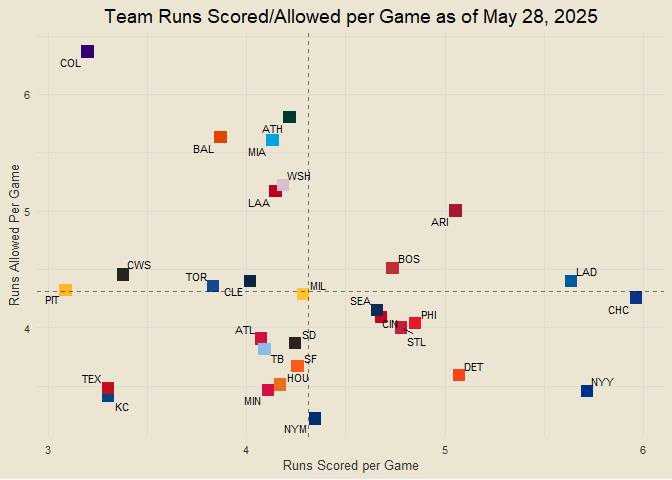 Team Runs Scored/Allowed per Game as of May 28, 2025
COL
6
ATH
BAL
MIA
WSH
LAA
5
ARI
BOS
CWS
TOR
LAD
CLE
MIL
PIT
SEA
CHC
PHI
CIN
4
ATL
SD
STL
TB
SF
DET
TEX
HOU
NYY
MIN
KC
NYM
3
4
5
6
Runs Scored per Game
Runs Allowed Per Game